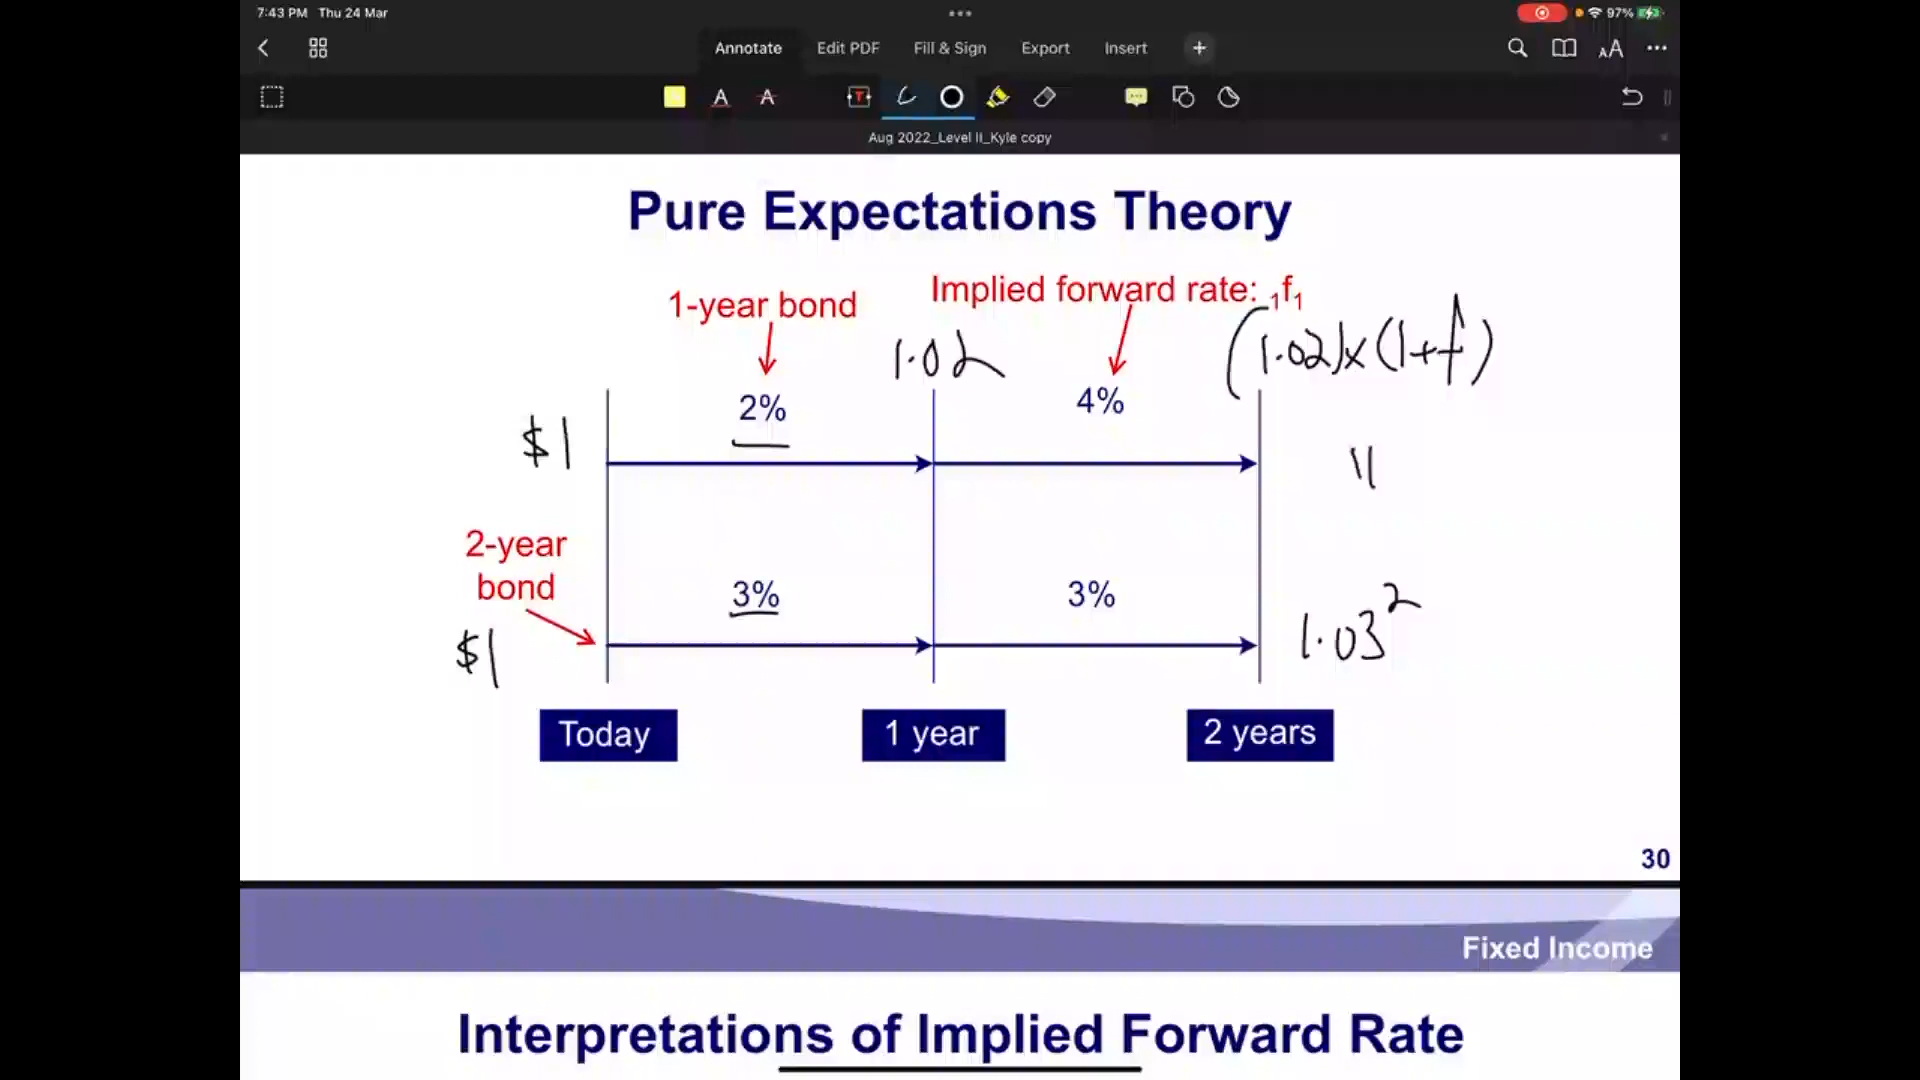 7:43 PM Thu 24 Mar
97%
Annotate Edit PDF Fill & Sign Export Insert
Aug 2022_Level II_Kyle copy
Pure Expectations Theory
1-year bond
Implied forward rate: ₁f₁
1.02
(1.02)x(1+f)
2%
4%
$1
11
2-year
bond
3%
3%
$1
1.03²
Today
1 year
2 years
30
Fixed Income
Interpretations of Implied Forward Rate